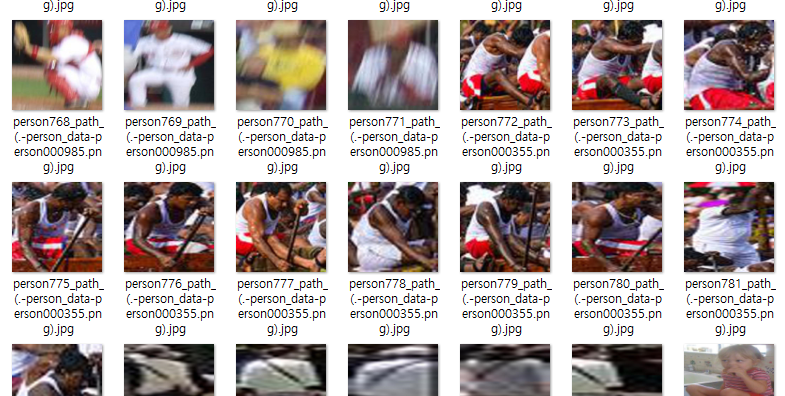 g).jpg g).jpg g).jpg g).jpg g).jpg g).jpg g).jpg
person768_path_ person769_path_ person770_path_ person771_path_ person772_path_ person773_path_ person774_path_
(.-person_data-p (.-person_data-p (.-person_data-p (.-person_data-p (.-person_data-p (.-person_data-p (.-person_data-p
erson000985.pn erson000985.pn erson000985.pn erson000985.pn erson000355.pn erson000355.pn erson000355.pn
g).jpg g).jpg g).jpg g).jpg g).jpg g).jpg g).jpg
person775_path_ person776_path_ person777_path_ person778_path_ person779_path_ person780_path_ person781_path_
(.-person_data-p (.-person_data-p (.-person_data-p (.-person_data-p (.-person_data-p (.-person_data-p (.-person_data-p
erson000355.pn erson000355.pn erson000355.pn erson000355.pn erson000355.pn erson000355.pn erson000355.pn
g).jpg g).jpg g).jpg g).jpg g).jpg g).jpg g).jpg